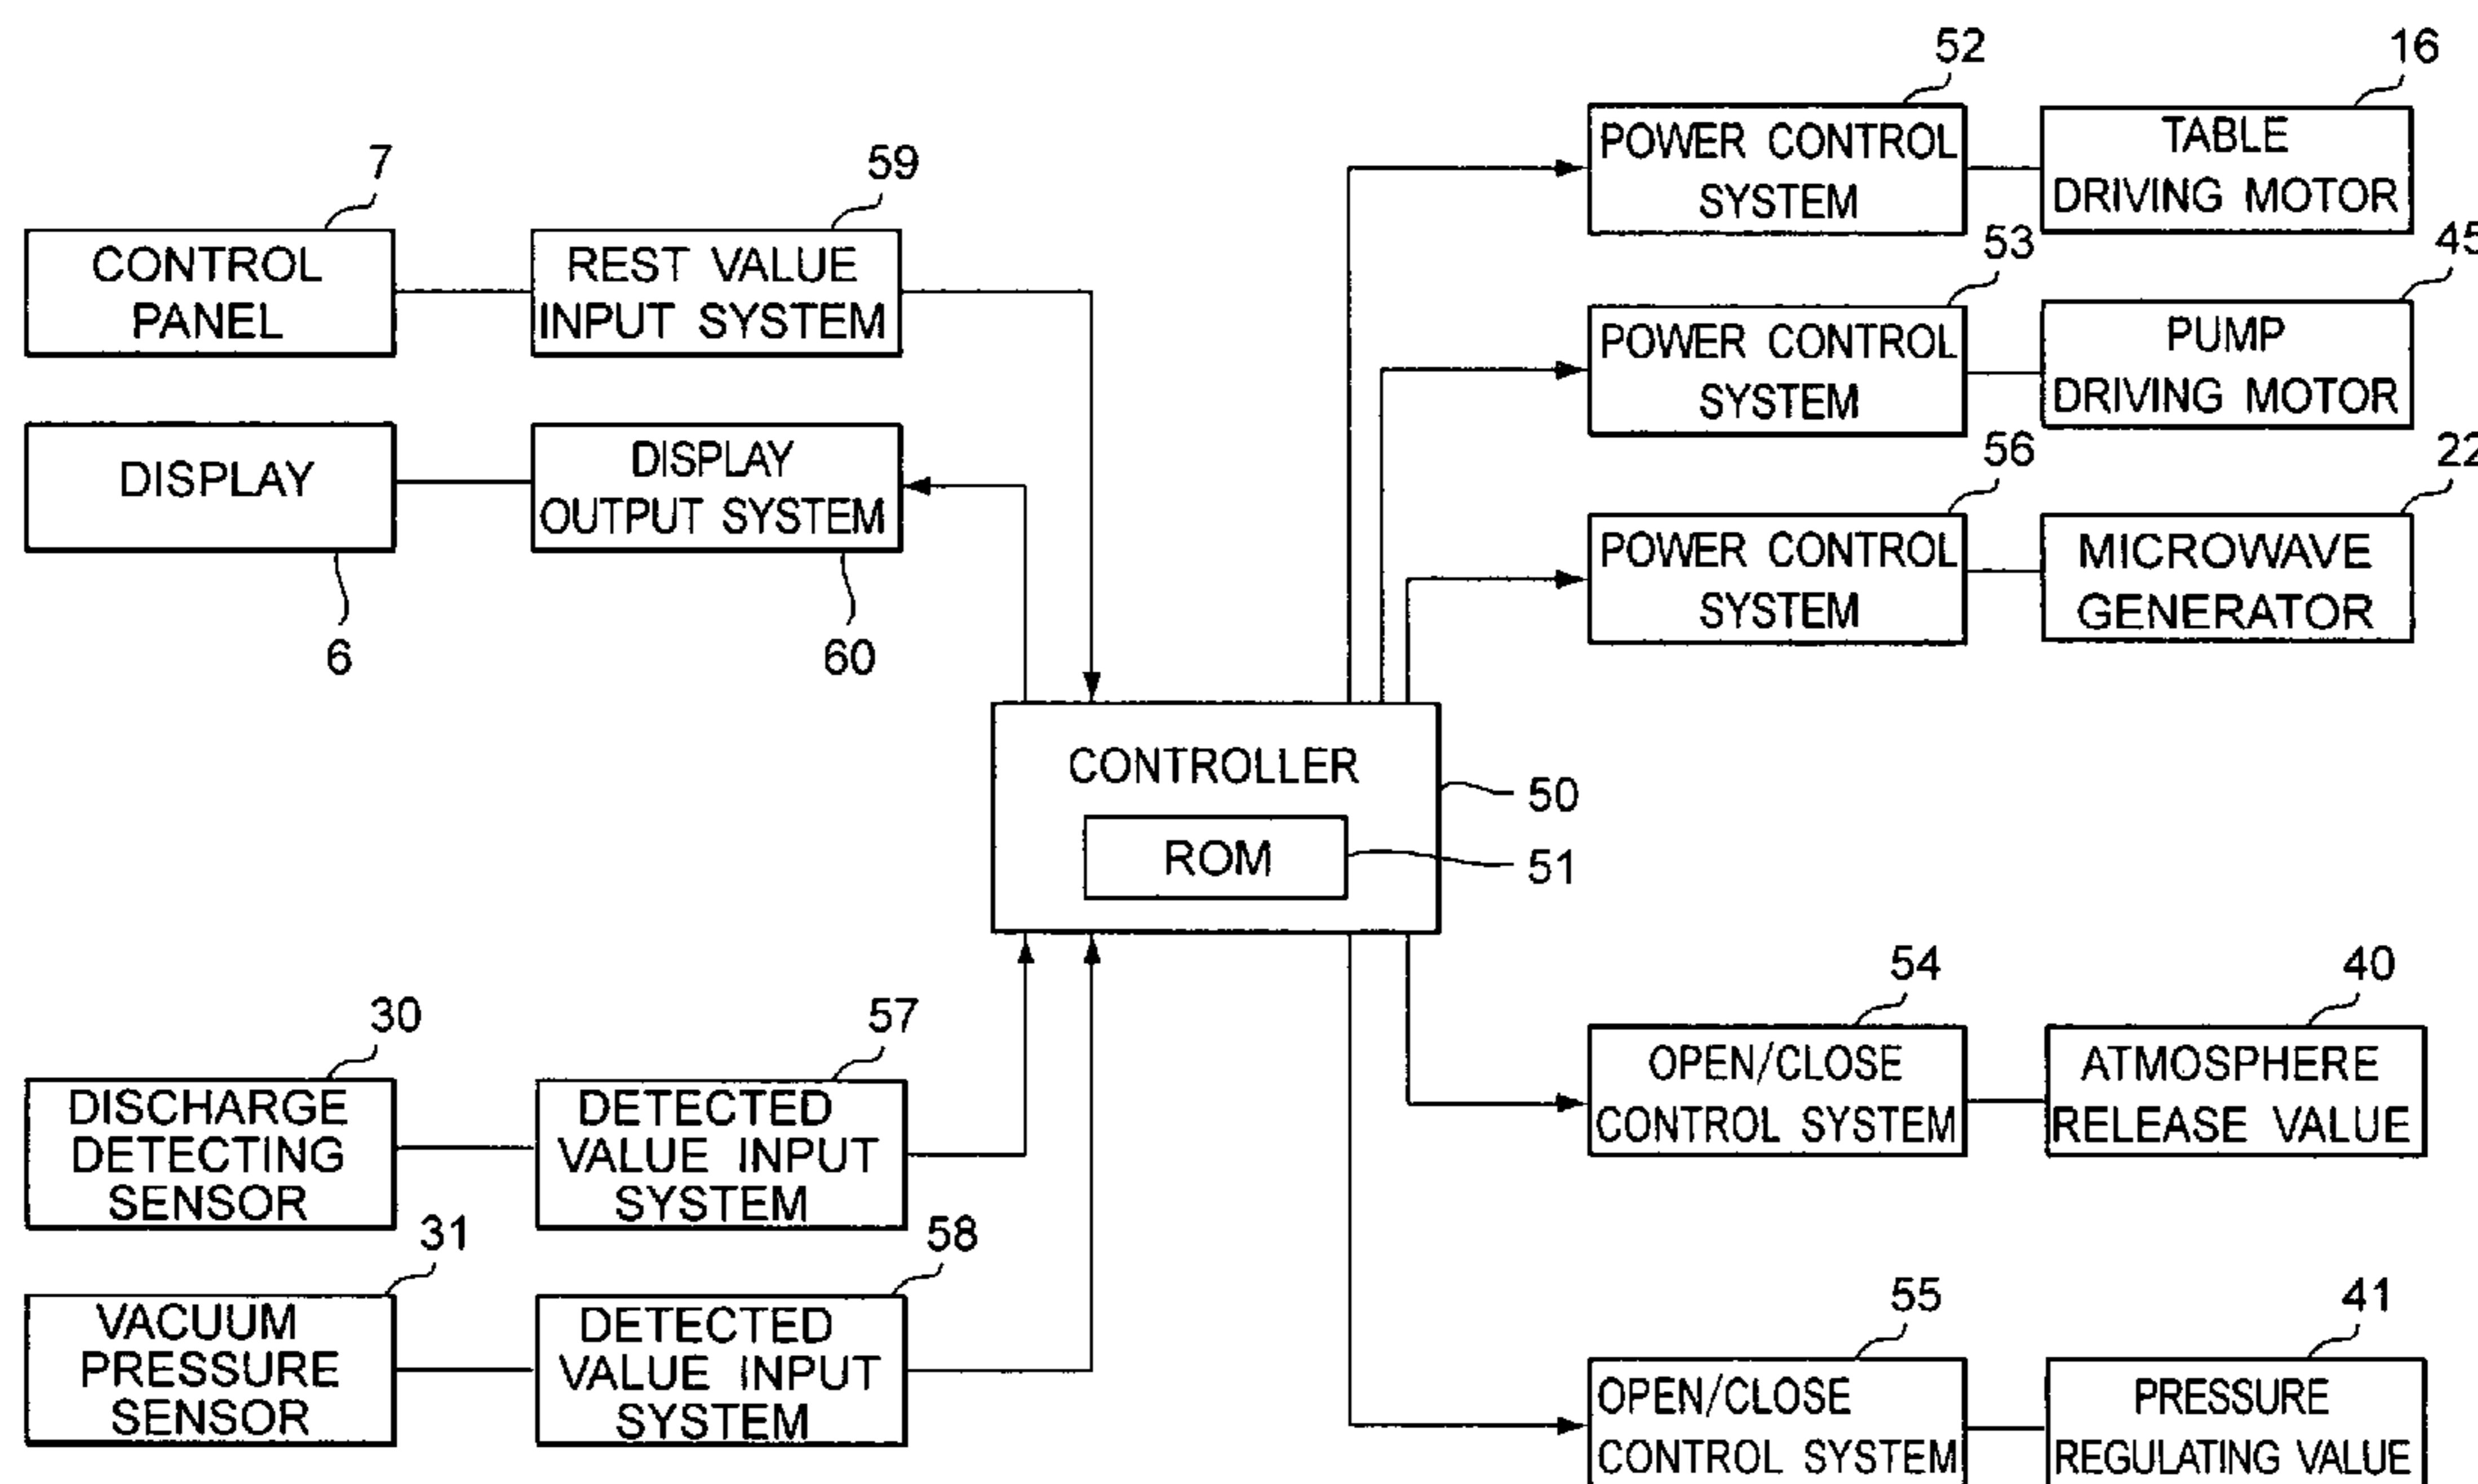 7
CONTROL
PANEL
59
REST VALUE
INPUT SYSTEM
DISPLAY
6
DISPLAY
OUTPUT SYSTEM
60
52
POWER CONTROL
SYSTEM
16
TABLE
DRIVING MOTOR
53
POWER CONTROL
SYSTEM
45
PUMP
DRIVING MOTOR
56
POWER CONTROL
SYSTEM
22
MICROWAVE
GENERATOR
CONTROLLER
50
ROM
51
30
DISCHARGE
DETECTING
SENSOR
57
DETECTED
VALUE INPUT
SYSTEM
31
VACUUM
PRESSURE
SENSOR
58
DETECTED
VALUE INPUT
SYSTEM
54
OPEN/CLOSE
CONTROL SYSTEM
40
ATMOSPHERE
RELEASE VALUE
55
OPEN/CLOSE
CONTROL SYSTEM
41
PRESSURE
REGULATING VALUE